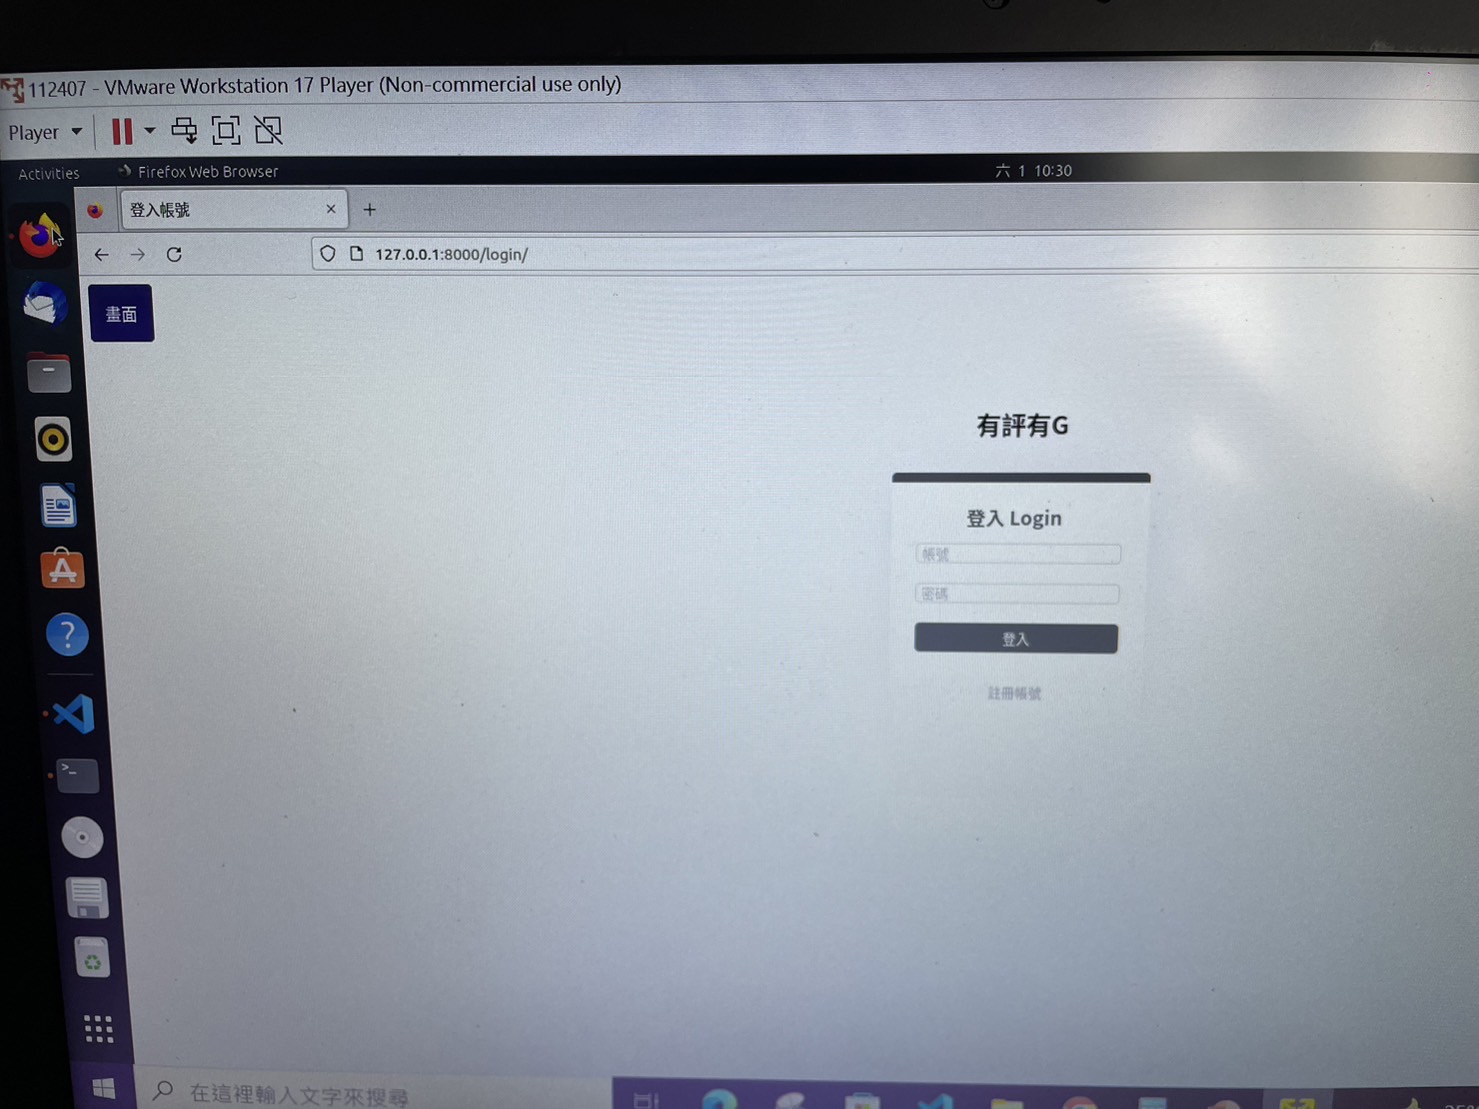 112407 - VMware Workstation 17 Player (Non-commercial use only)
Player
Activities
Firefox Web Browser
六 1 10:30
登入帳號
127.0.0.1:8000/login/
畫面
有評有G
登入 Login
帳號
密碼
登入
註冊帳號
在這裡輸入文字來搜尋